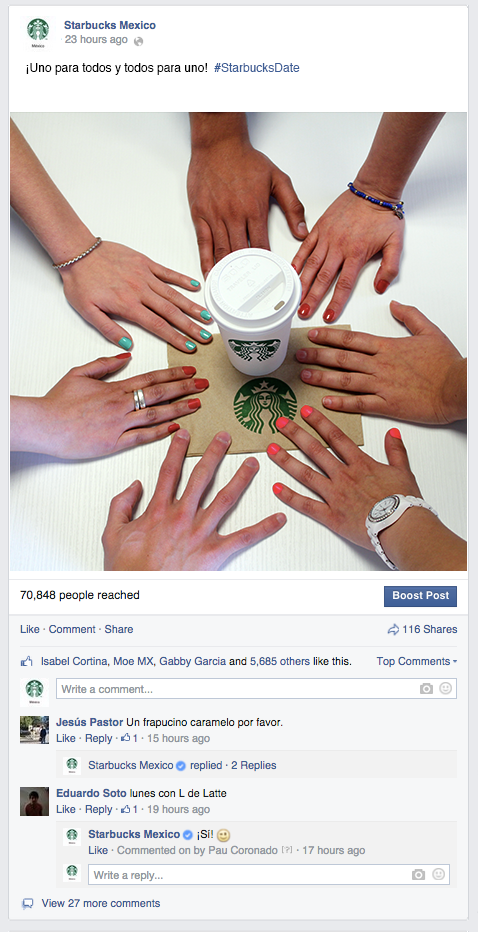 Starbucks Mexico
23 hours ago
¡Uno para todos y todos para uno! #StarbucksDate
70,848 people reached
Boost Post
Like · Comment · Share
116 Shares
Isabel Cortina, Moe MX, Gabby Garcia and 5,685 others like this.
Top Comments
Write a comment...
Jesús Pastor Un frapucino caramelo por favor.
Like · Reply · 1 · 15 hours ago
Starbucks Mexico replied · 2 Replies
Eduardo Soto lunes con L de Latte
Like · Reply · 1 · 19 hours ago
Starbucks Mexico ¡Sí!
Like · Commented on by Pau Coronado [?] · 17 hours ago
Write a reply...
View 27 more comments